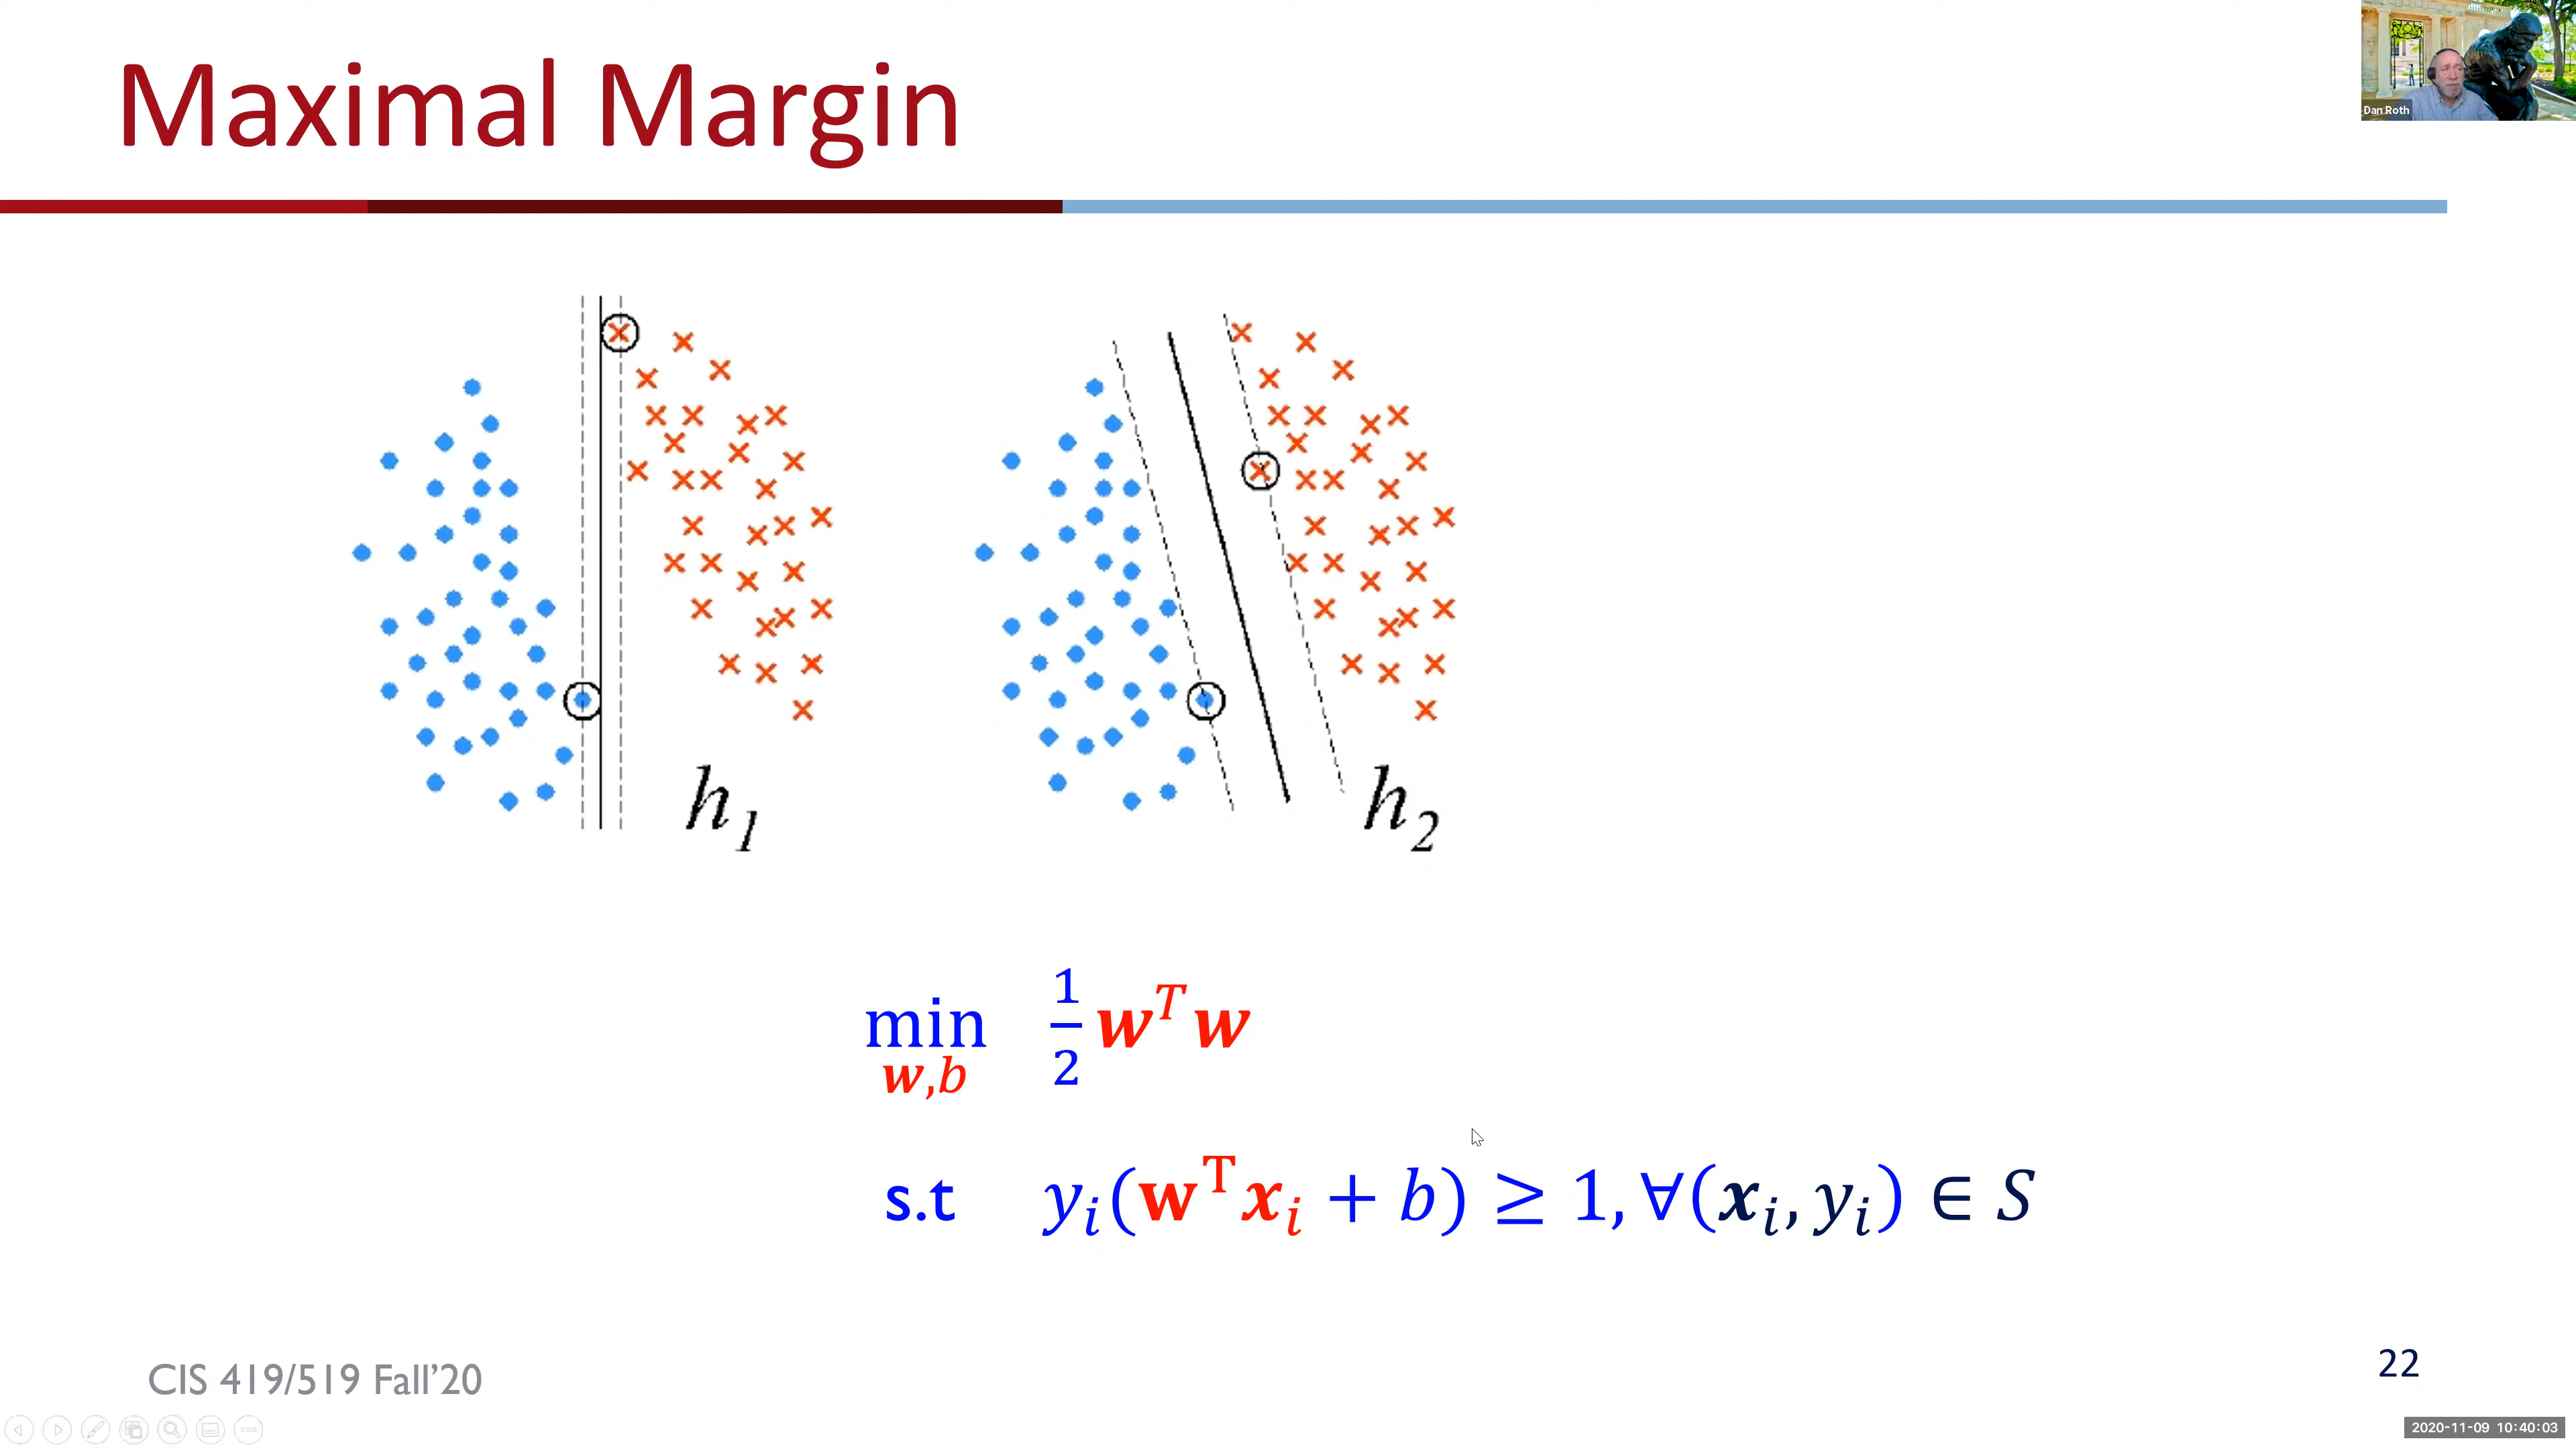 Maximal Margin
Dan Roth
h₁
h₂
min 1/2 wᵀw
w,b
s.t yᵢ(wᵀxᵢ + b) ≥ 1, ∀(xᵢ, yᵢ) ∈ S
CIS 419/519 Fall’20
22
2020-11-09 10:40:03